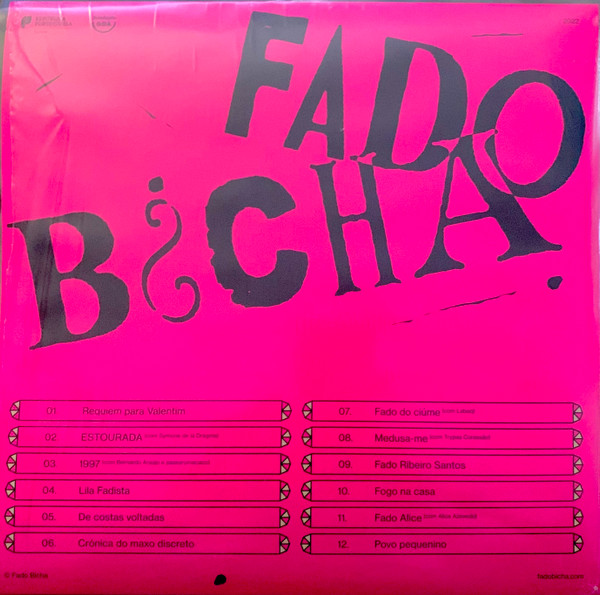 FADO
BiCHA
01 Requiem para Valentim
02 ESTOURADA
03 1997
04. Lila Fadista
05. De costas voltadas
06. Crónica do maxo discreto
07. Fado do ciúme
08. Medusa-me
09. Fado Ribeiro Santos
10. Fogo na casa
11. Fado Alice
12. Povo pequenino
© Fado Bicha
fadobicha.com